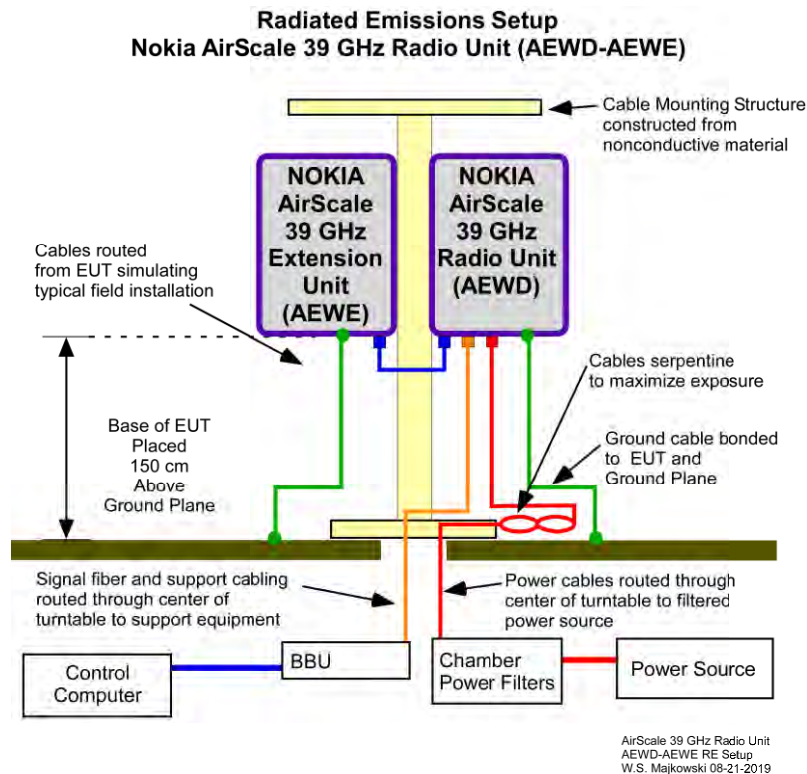 Radiated Emissions Setup
Nokia AirScale 39 GHz Radio Unit (AEWD-AEWE)
Cable Mounting Structure
constructed from
nonconductive material
NOKIA
AirScale
39 GHz
Extension
Unit
(AEWE)
NOKIA
AirScale
39 GHz
Radio Unit
(AEWD)
Cables routed
from EUT simulating
typical field installation
Cables serpentine
to maximize exposure
Base of EUT
Placed
150 cm
Above
Ground Plane
Ground cable bonded
to EUT and
Ground Plane
Signal fiber and support cabling
routed through center of
turntable to support equipment
Power cables routed through
center of turntable to filtered
power source
Control
Computer
BBU
Chamber
Power Filters
Power Source
AirScale 39 GHz Radio Unit
AEWD-AEWE RE Setup
W.S. Majkowski 08-21-2019